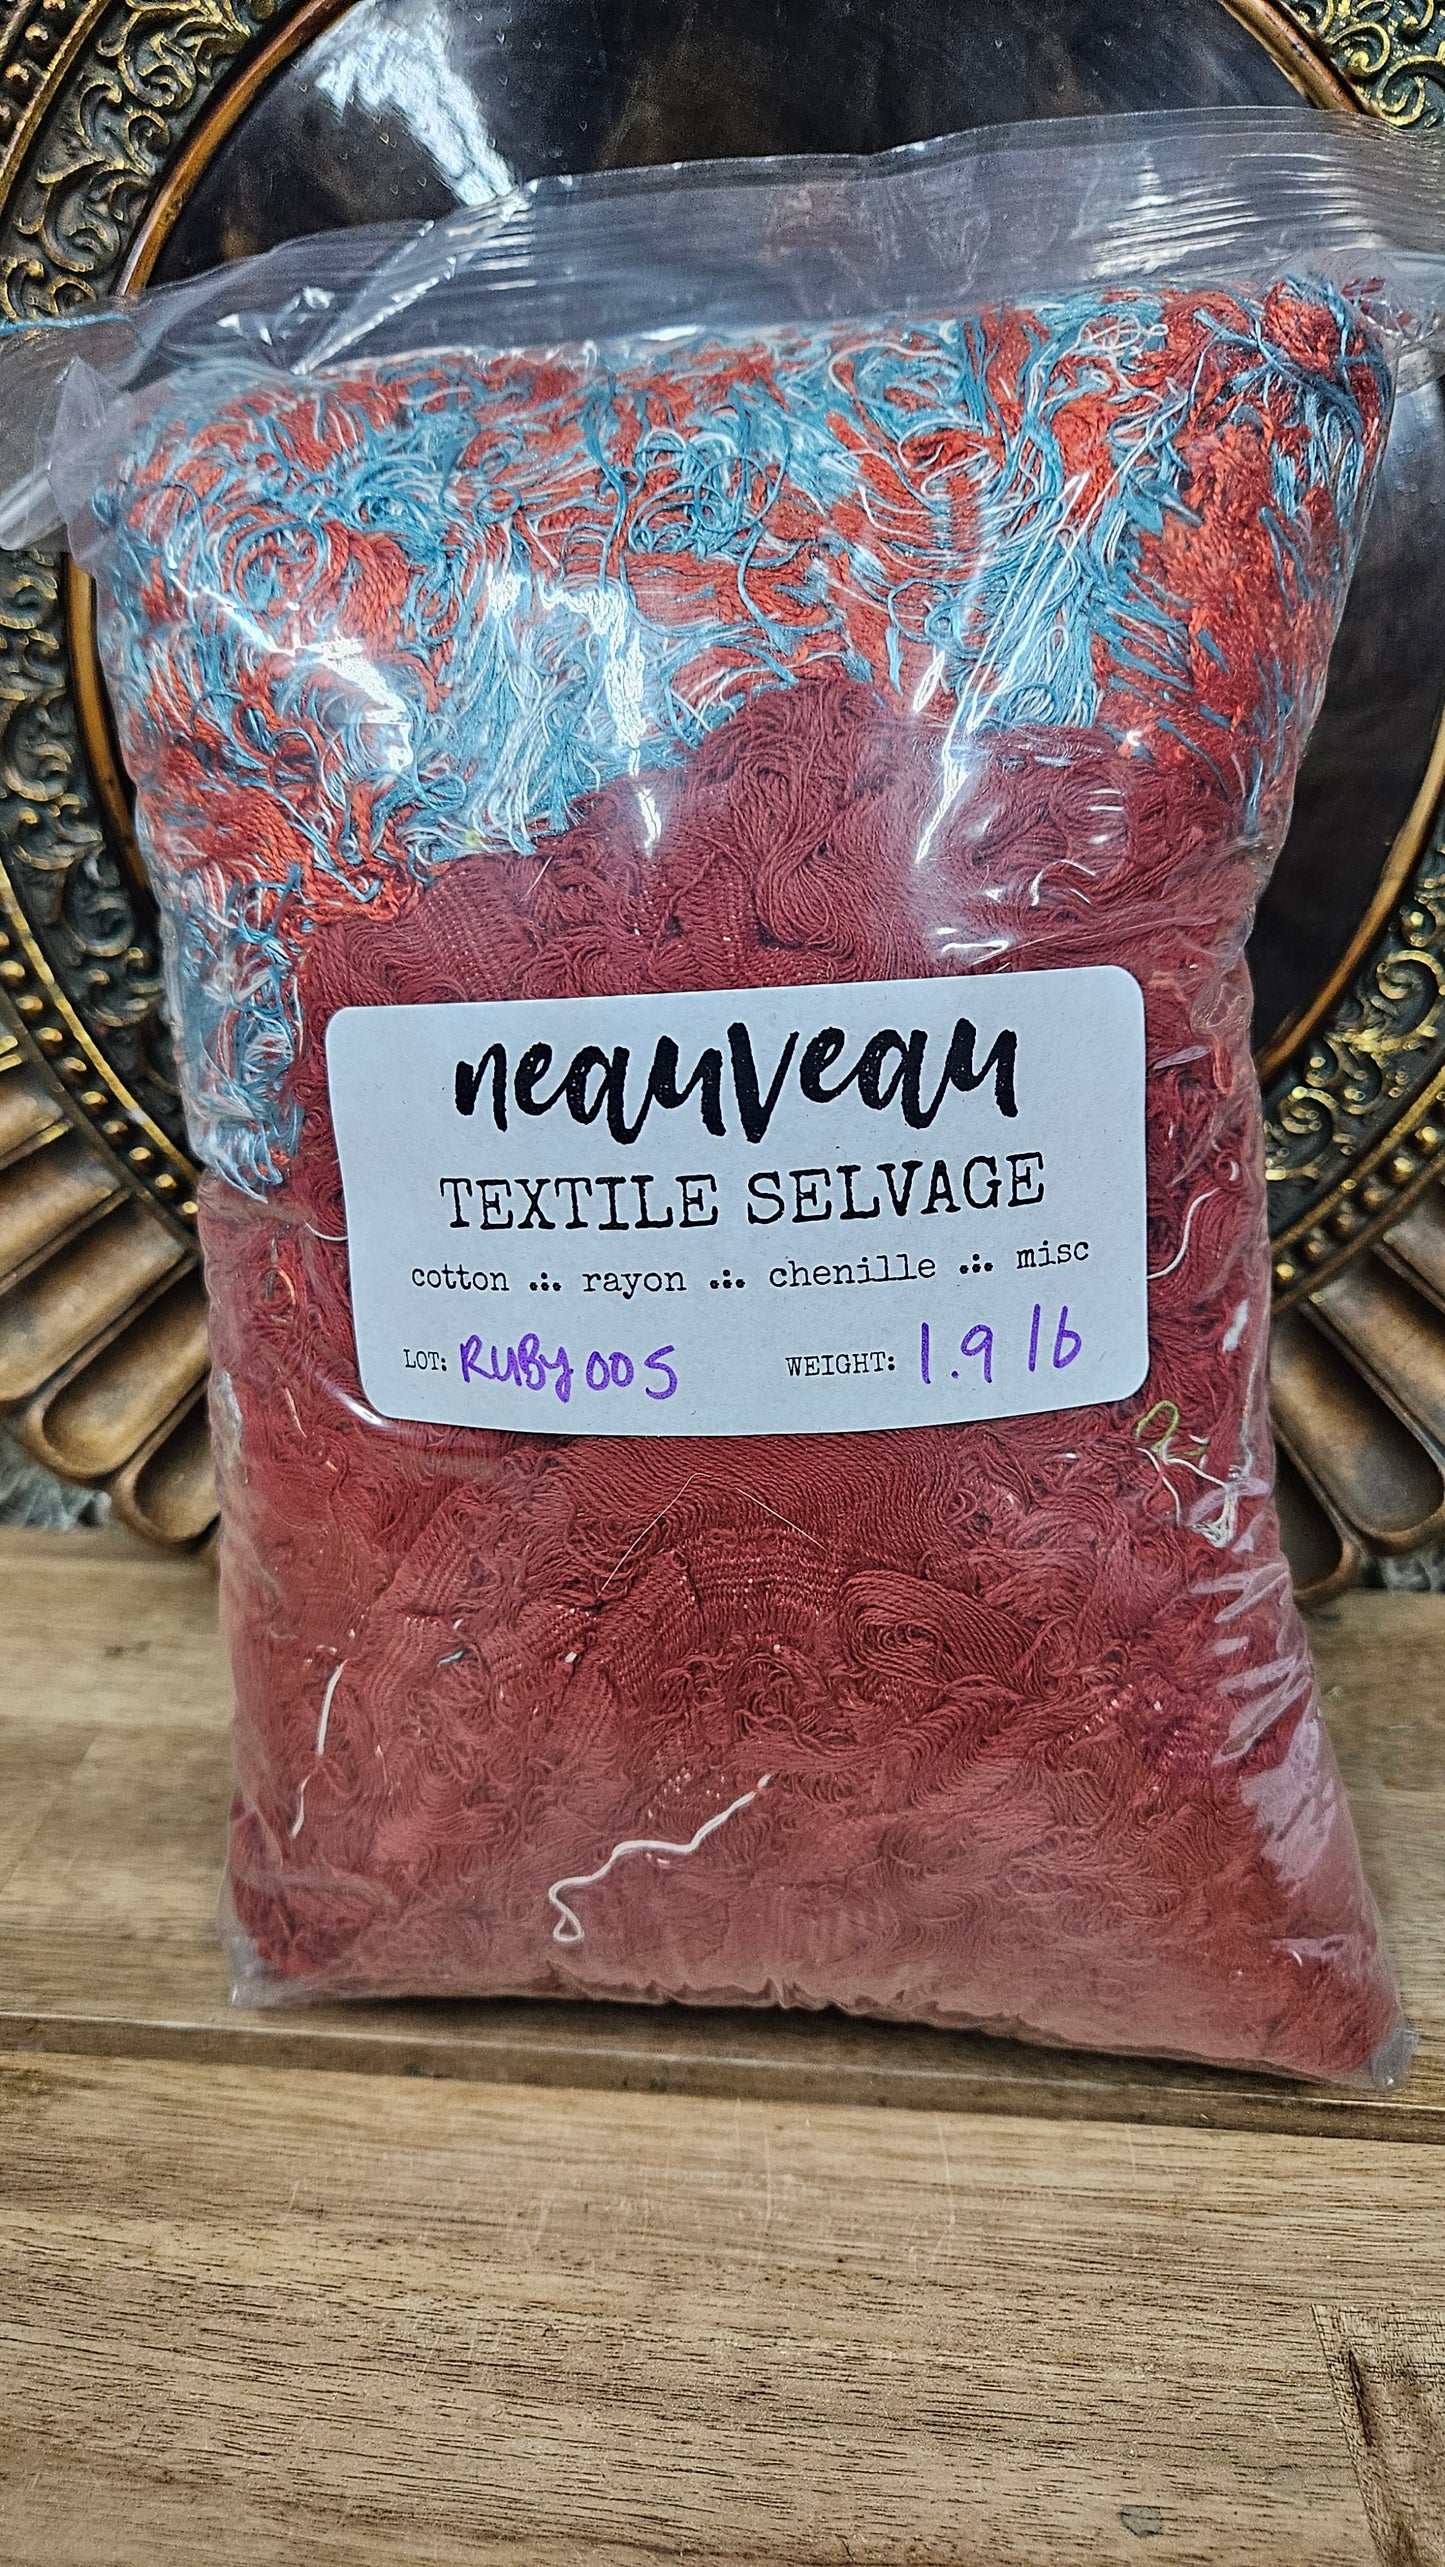 neauveau
TEXTILE SELVAGE
cotton .:. rayon .:. chenille .:. misc
LOT: RUBY005 WEIGHT: 1.9 lb